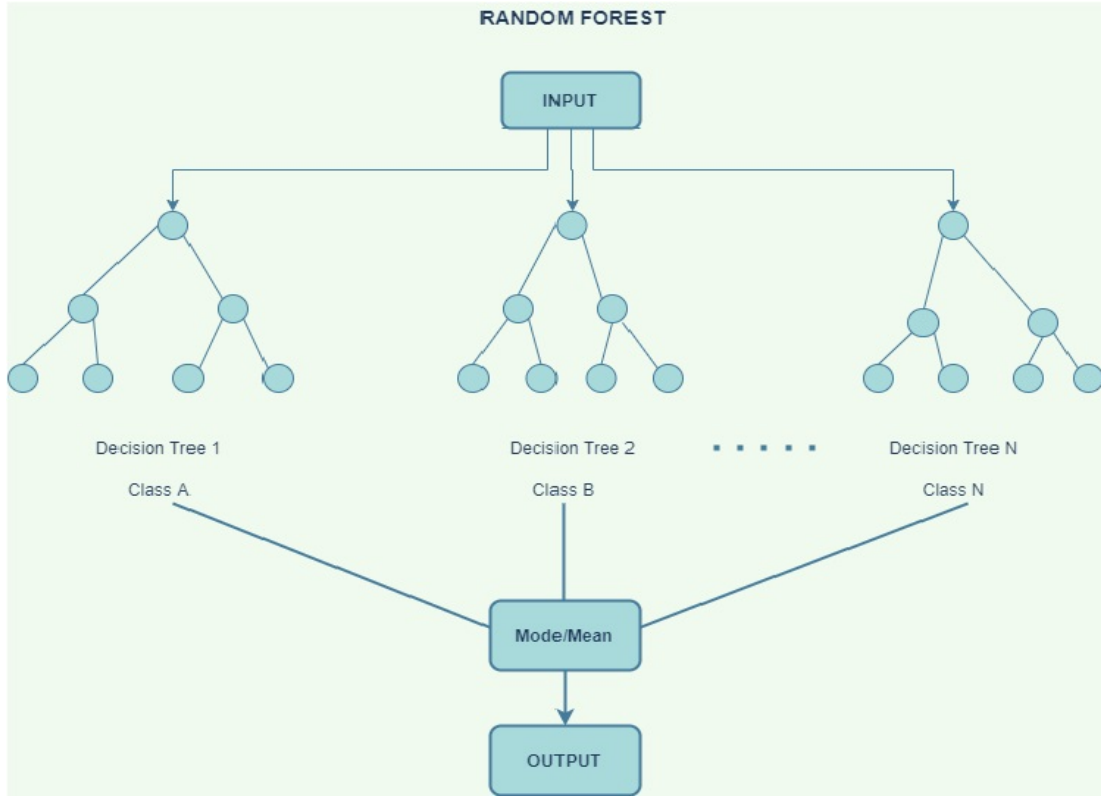 RANDOM FOREST
INPUT
Decision Tree 1
Decision Tree 2
Decision Tree N
Class A
Class B
Class N
Mode/Mean
OUTPUT